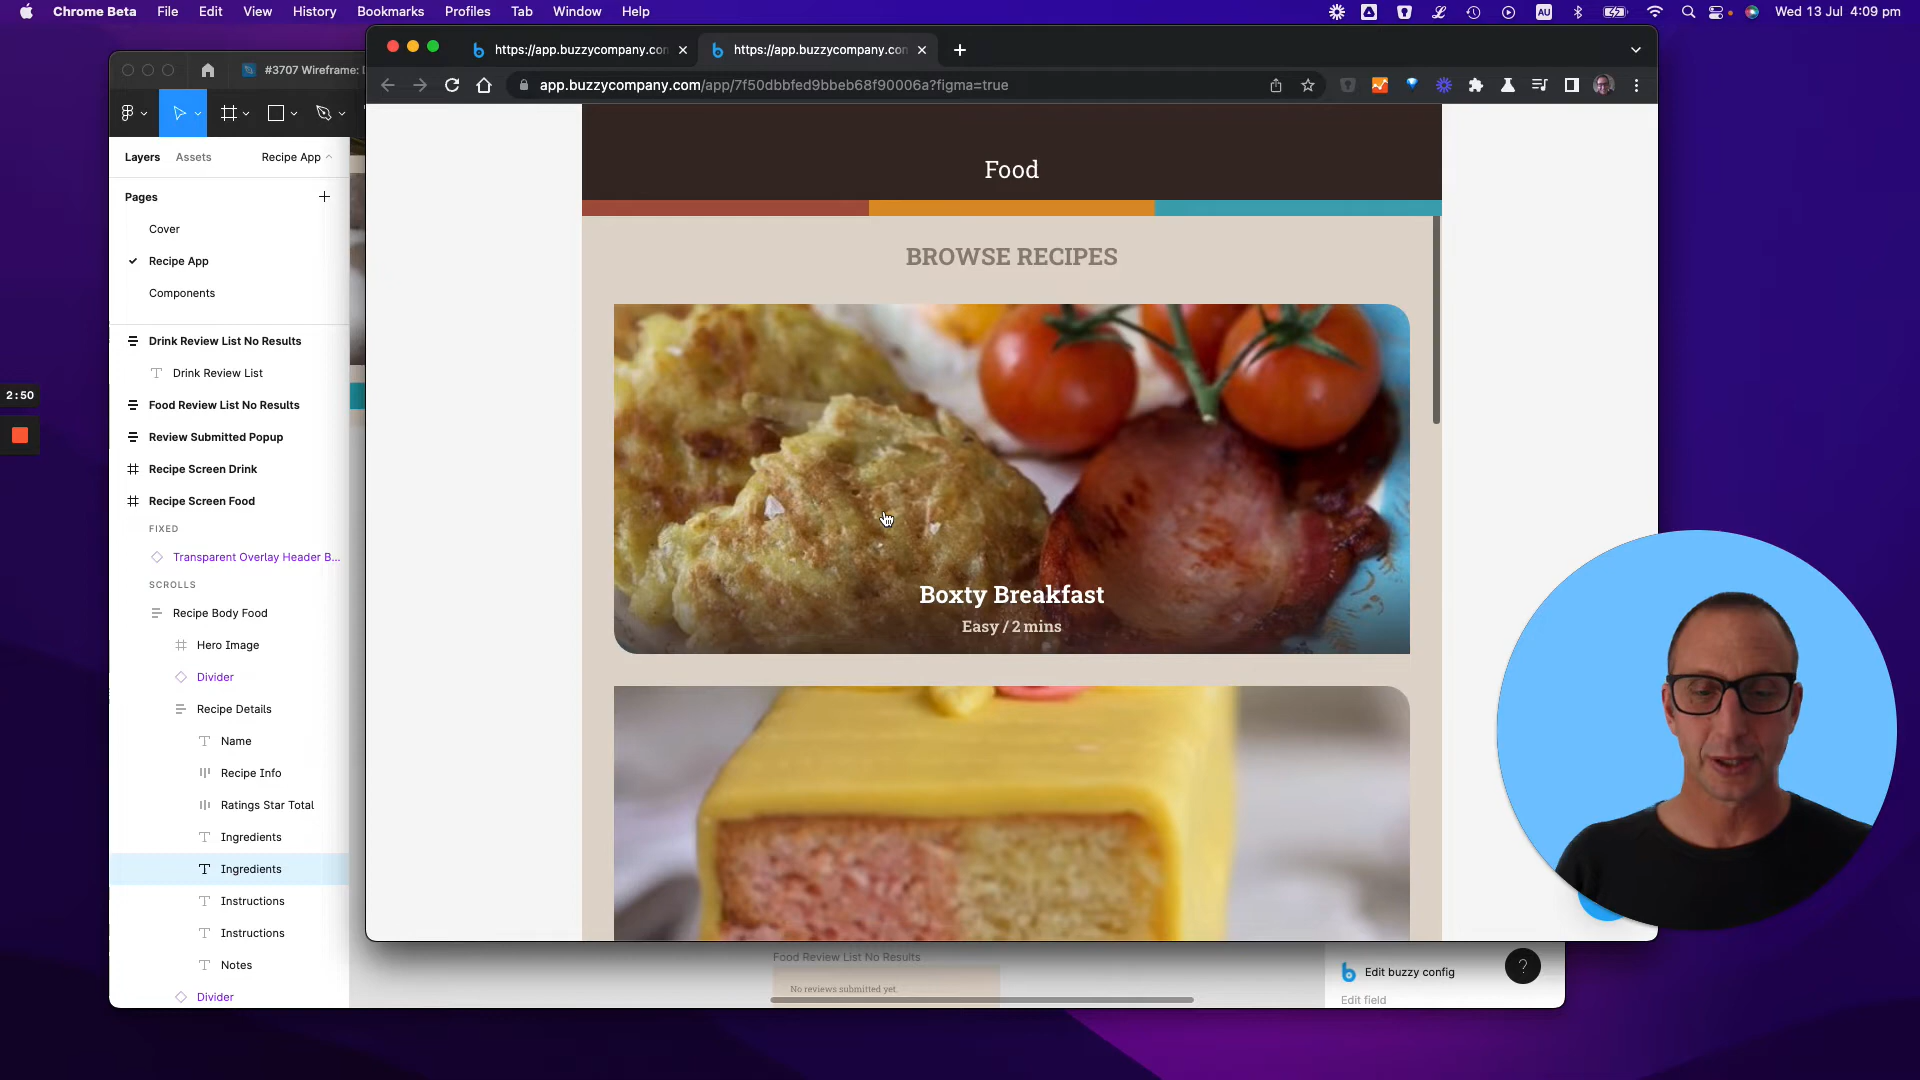 Chrome Beta File Edit View History Bookmarks Profiles Tab Window Help
AU
Wed 13 Jul 4:09 pm
#3707 Wireframe:
https://app.buzzycompany.com
https://app.buzzycompany.com
app.buzzycompany.com/app/7f50dbbfed9bbeb68f90006a?figma=true
Layers
Assets
Recipe App
Pages
Cover
Recipe App
Components
Drink Review List No Results
Drink Review List
Food Review List No Results
Review Submitted Popup
Recipe Screen Drink
Recipe Screen Food
FIXED
Transparent Overlay Header B...
SCROLLS
Recipe Body Food
Hero Image
Divider
Recipe Details
Name
Recipe Info
Ratings Star Total
Ingredients
Ingredients
Instructions
Instructions
Notes
Divider
2:50
Food
BROWSE RECIPES
Boxty Breakfast
Easy / 2 mins
Food Review List No Results
No reviews submitted yet.
Edit buzzy config
?
Edit field